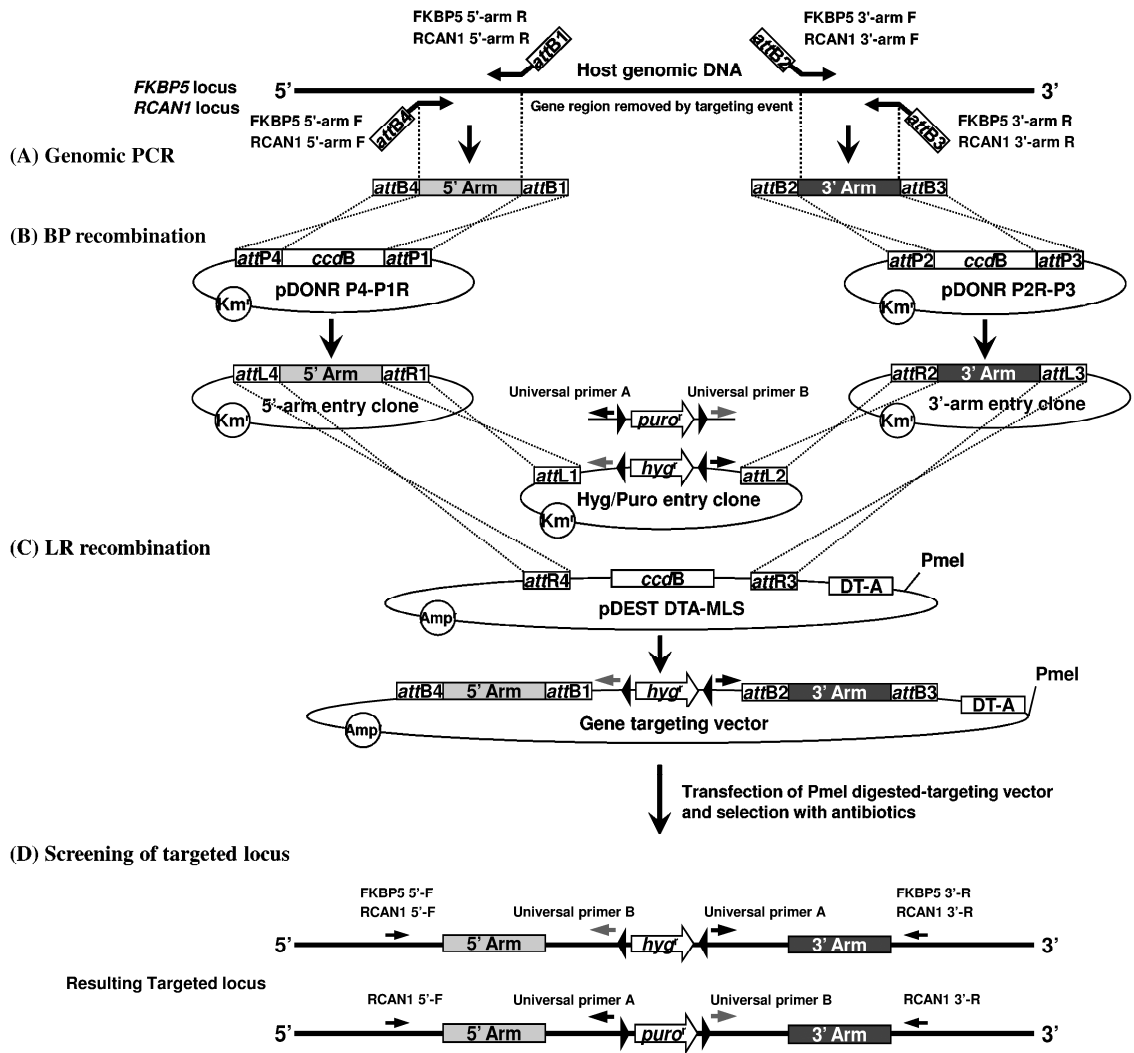 FKBP5 5'-arm R
RCAN1 5'-arm R
attB1
FKBP5 3'-arm F
RCAN1 3'-arm F
attB2
Host genomic DNA
FKBP5 locus
RCAN1 locus
5’
3’
Gene region removed by targeting event
FKBP5 5'-arm F
RCAN1 5'-arm F
attB4
FKBP5 3'-arm R
RCAN1 3'-arm R
attB3
(A) Genomic PCR
attB4 5’ Arm attB1
attB2 3’ Arm attB3
(B) BP recombination
attP4 ccdB attP1
pDONR P4-P1R
Kmr
attP2 ccdB attP3
pDONR P2R-P3
Kmr
attL4 5’ Arm attR1
5’-arm entry clone
Kmr
attR2 3’ Arm attL3
3’-arm entry clone
Kmr
Universal primer A
Universal primer B
puror
attL1 hygr attL2
Hyg/Puro entry clone
Kmr
(C) LR recombination
attR4 ccdB attR3
DT-A
PmeI
pDEST DTA-MLS
Ampr
attB4 5’ Arm attB1 hygr attB2 3’ Arm attB3
DT-A
PmeI
Gene targeting vector
Ampr
Transfection of PmeI digested-targeting vector
and selection with antibiotics
(D) Screening of targeted locus
FKBP5 5’-F
RCAN1 5’-F
Universal primer B
Universal primer A
FKBP5 3’-R
RCAN1 3’-R
5’ 5’ Arm hygr 3’ Arm 3’
Resulting Targeted locus
RCAN1 5’-F
Universal primer A
Universal primer B
RCAN1 3’-R
5’ 5’ Arm puror 3’ Arm 3’